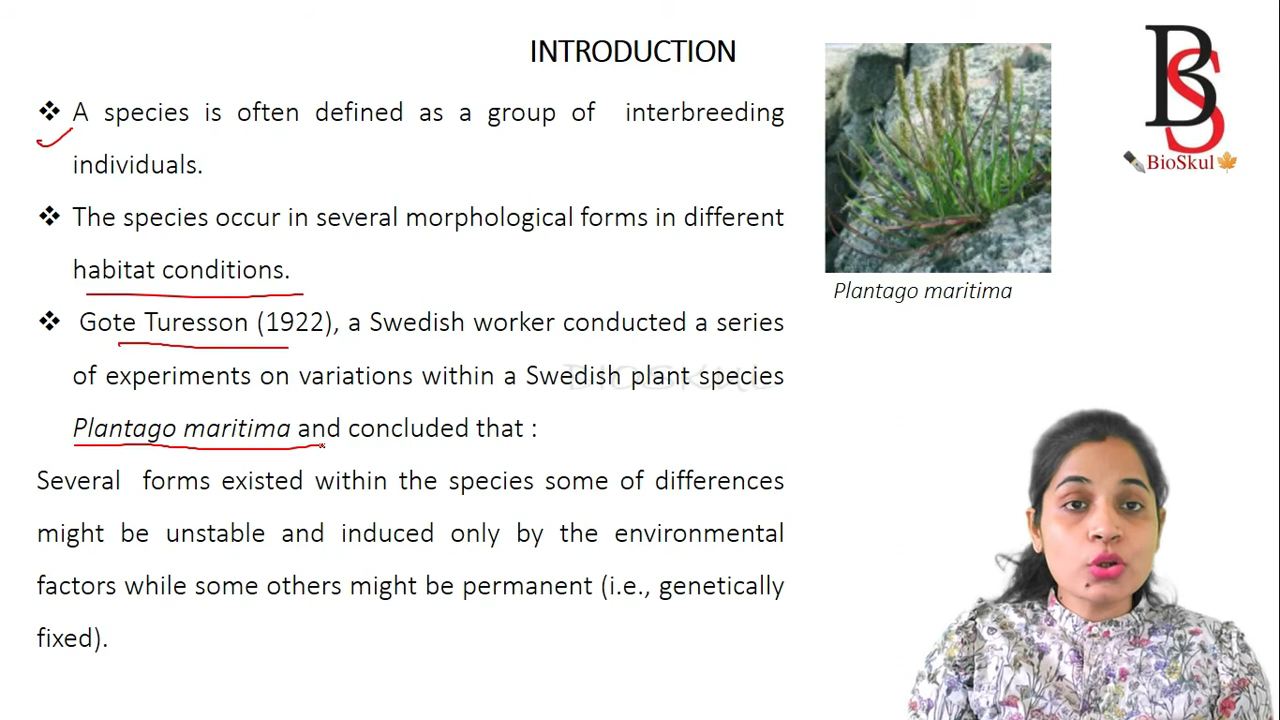 INTRODUCTION
❖ A species is often defined as a group of interbreeding
individuals.
❖ The species occur in several morphological forms in different
habitat conditions.
❖ Gote Turesson (1922), a Swedish worker conducted a series
of experiments on variations within a Swedish plant species
Plantago maritima and concluded that :
Several forms existed within the species some of differences
might be unstable and induced only by the environmental
factors while some others might be permanent (i.e., genetically
fixed).
Plantago maritima
BS
BioSkul
BIOSKUL